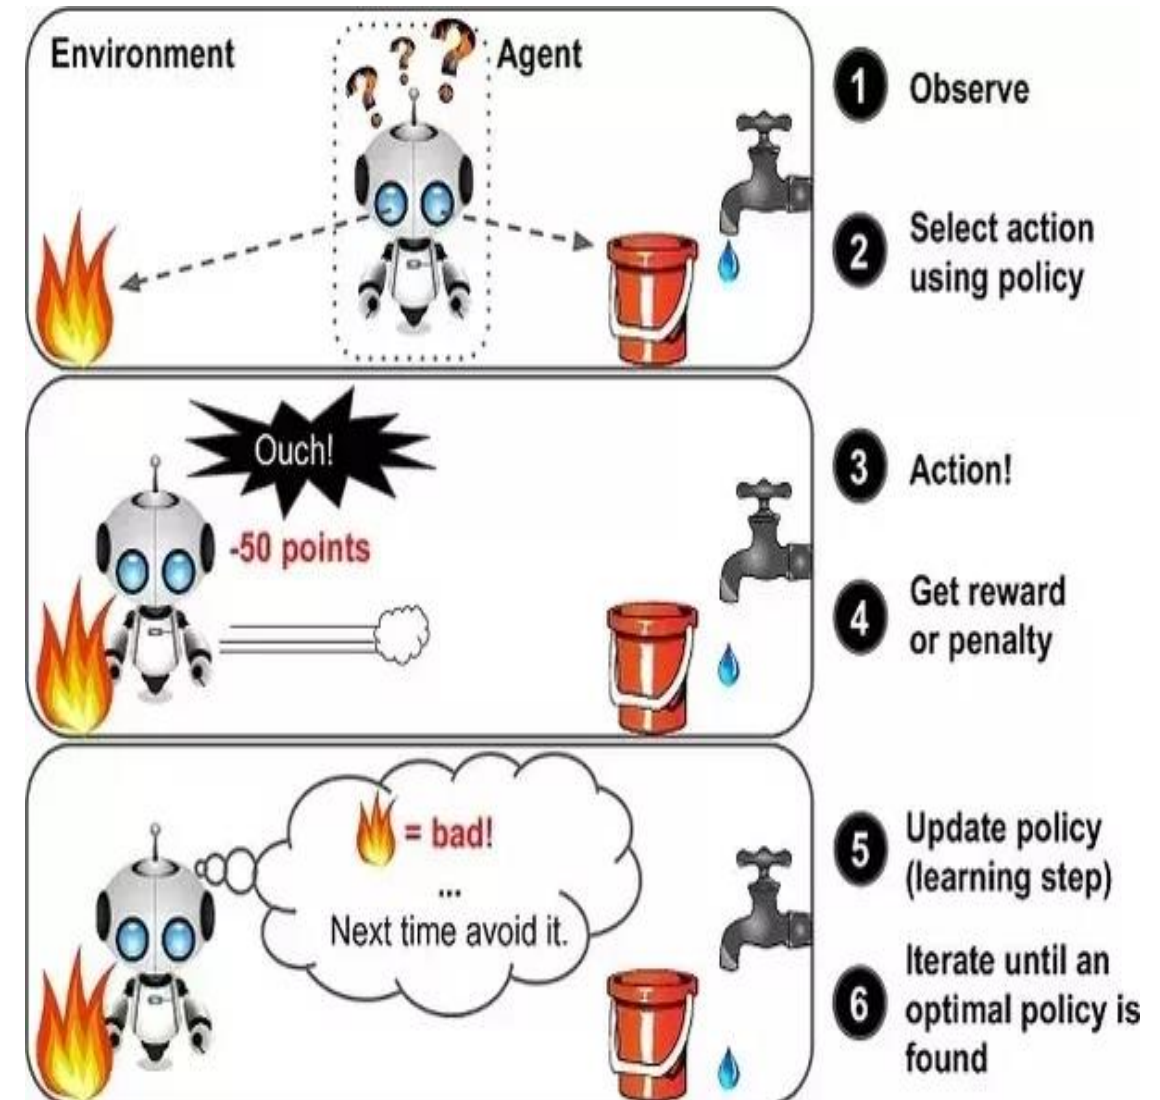 Environment
Agent
? ? ?
1 Observe
2 Select action
using policy
Ouch!
-50 points
3 Action!
4 Get reward
or penalty
= bad!
...
Next time avoid it.
5 Update policy
(learning step)
6 Iterate until an
optimal policy is
found